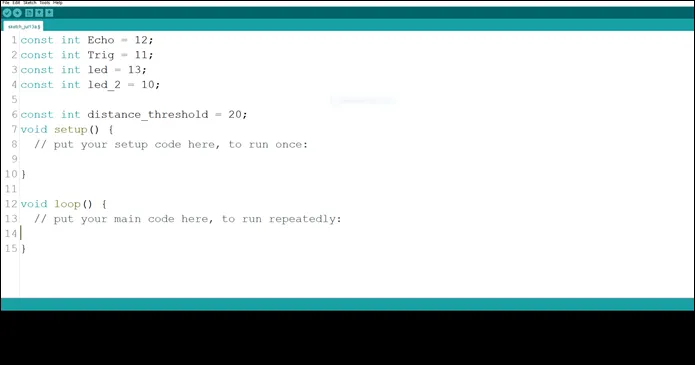 File Edit Sketch Tools Help
1 const int Echo = 12;
2 const int Trig = 11;
3 const int led = 13;
4 const int led_2 = 10;
5
6 const int distance_threshold = 20;
7 void setup() {
8 // put your setup code here, to run once:
9
10 }
11
12 void loop() {
13 // put your main code here, to run repeatedly:
14
15 }